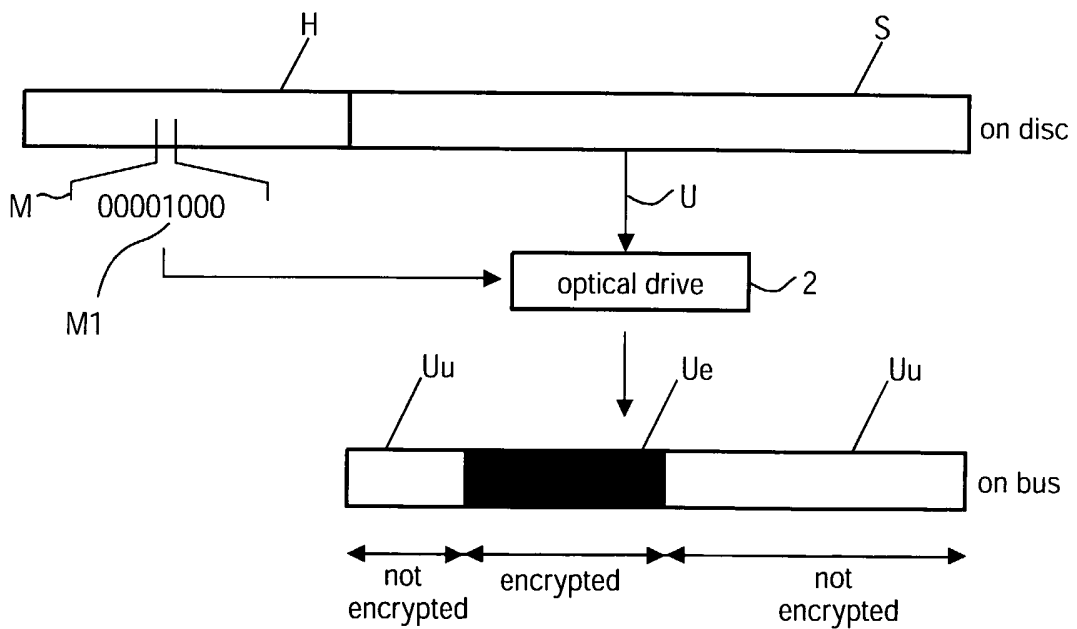 H
S
on disc
M
00001000
U
optical drive
2
M1
Uu
Ue
Uu
on bus
not
encrypted
encrypted
not
encrypted